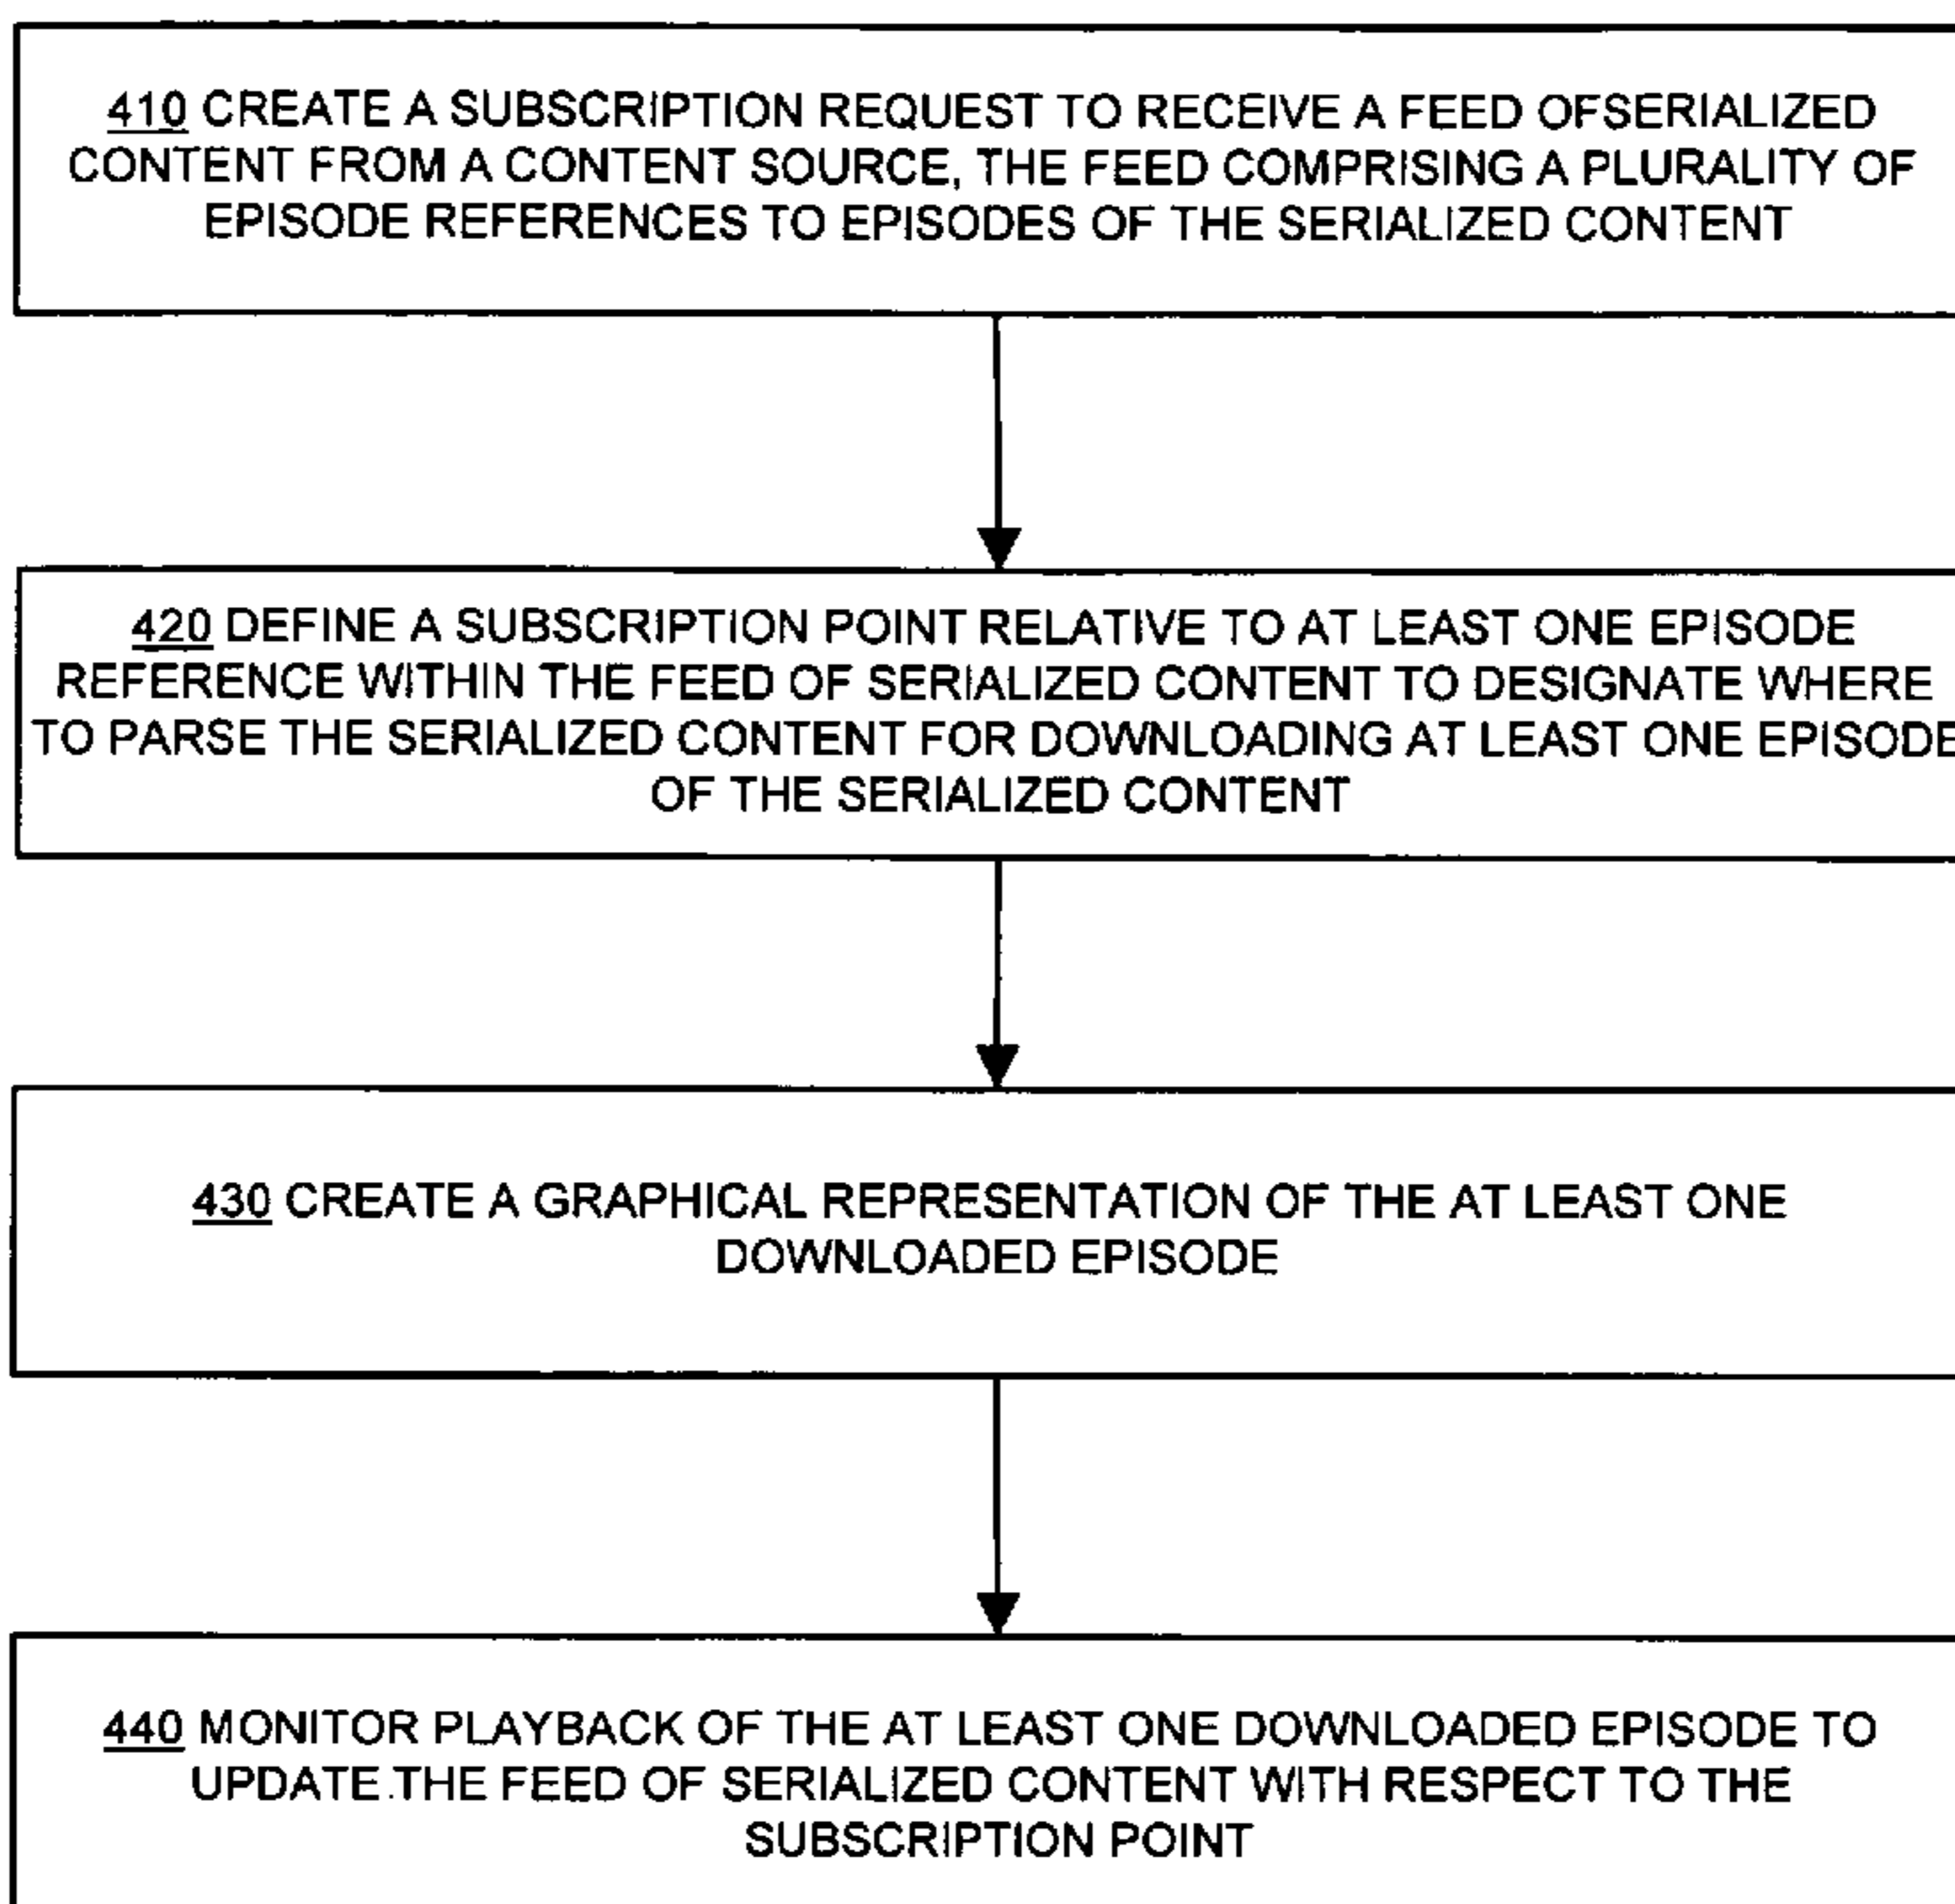 410 CREATE A SUBSCRIPTION REQUEST TO RECEIVE A FEED OFSERIALIZED
CONTENT FROM A CONTENT SOURCE, THE FEED COMPRISING A PLURALITY OF
EPISODE REFERENCES TO EPISODES OF THE SERIALIZED CONTENT
420 DEFINE A SUBSCRIPTION POINT RELATIVE TO AT LEAST ONE EPISODE
REFERENCE WITHIN THE FEED OF SERIALIZED CONTENT TO DESIGNATE WHERE
TO PARSE THE SERIALIZED CONTENT FOR DOWNLOADING AT LEAST ONE EPISODE
OF THE SERIALIZED CONTENT
430 CREATE A GRAPHICAL REPRESENTATION OF THE AT LEAST ONE
DOWNLOADED EPISODE
440 MONITOR PLAYBACK OF THE AT LEAST ONE DOWNLOADED EPISODE TO
UPDATE THE FEED OF SERIALIZED CONTENT WITH RESPECT TO THE
SUBSCRIPTION POINT